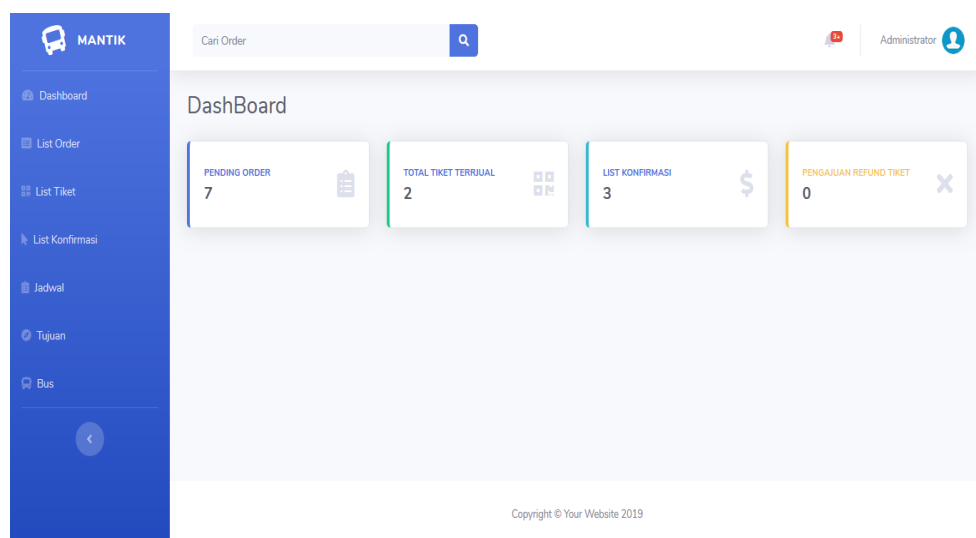 MANTIK
Dashboard
List Order
List Tiket
List Konfirmasi
Jadwal
Tujuan
Bus
Cari Order
3+
Administrator
DashBoard
PENDING ORDER
7
TOTAL TIKET TERRJUAL
2
LIST KONFIRMASI
3
PENGAJUAN REFUND TIKET
0
Copyright © Your Website 2019